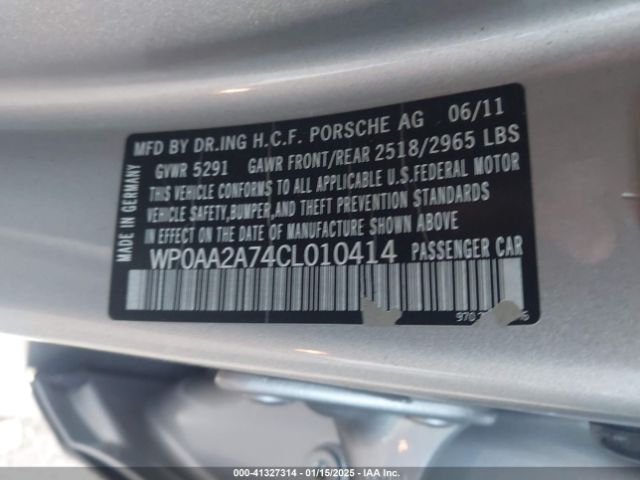 MFD BY DR.ING H.C.F. PORSCHE AG 06/11
GVWR 5291 GAWR FRONT/REAR 2518/2965 LBS
THIS VEHICLE CONFORMS TO ALL APPLICABLE U.S.FEDERAL MOTOR
VEHICLE SAFETY,BUMPER,AND THEFT PREVENTION STANDARDS
IN EFFECT ON THE DATE OF MANUFACTURE SHOWN ABOVE
WP0AA2A74CL010414 PASSENGER CAR
MADE IN GERMANY
970
000-41327314 | 01/15/2025 - IAA Inc.